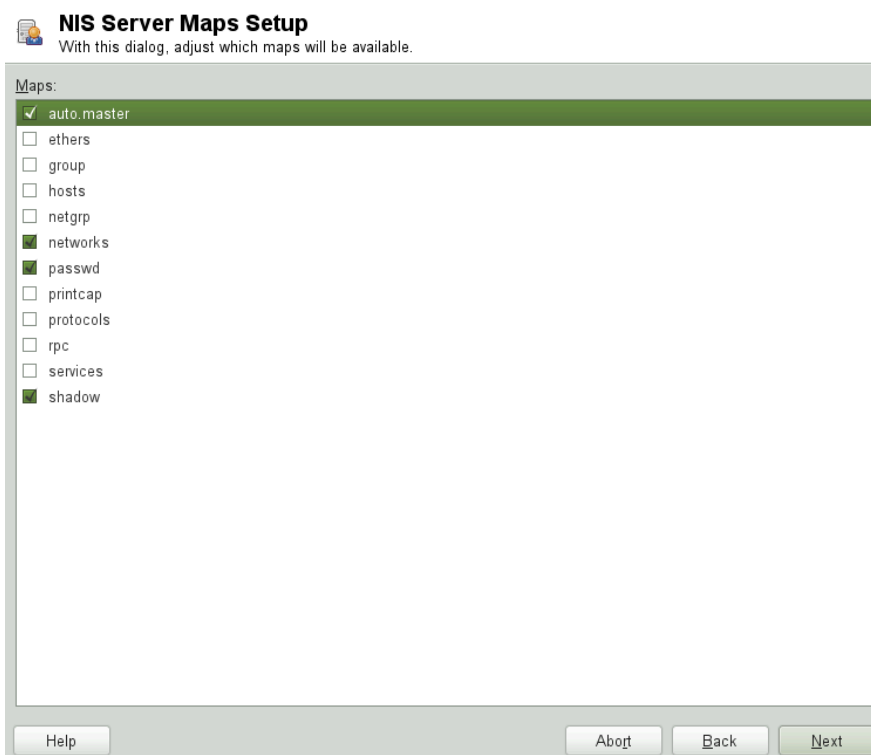 NIS Server Maps Setup
With this dialog, adjust which maps will be available.
Maps:
auto.master
ethers
group
hosts
netgrp
networks
passwd
printcap
protocols
rpc
services
shadow
Help Abort Back Next